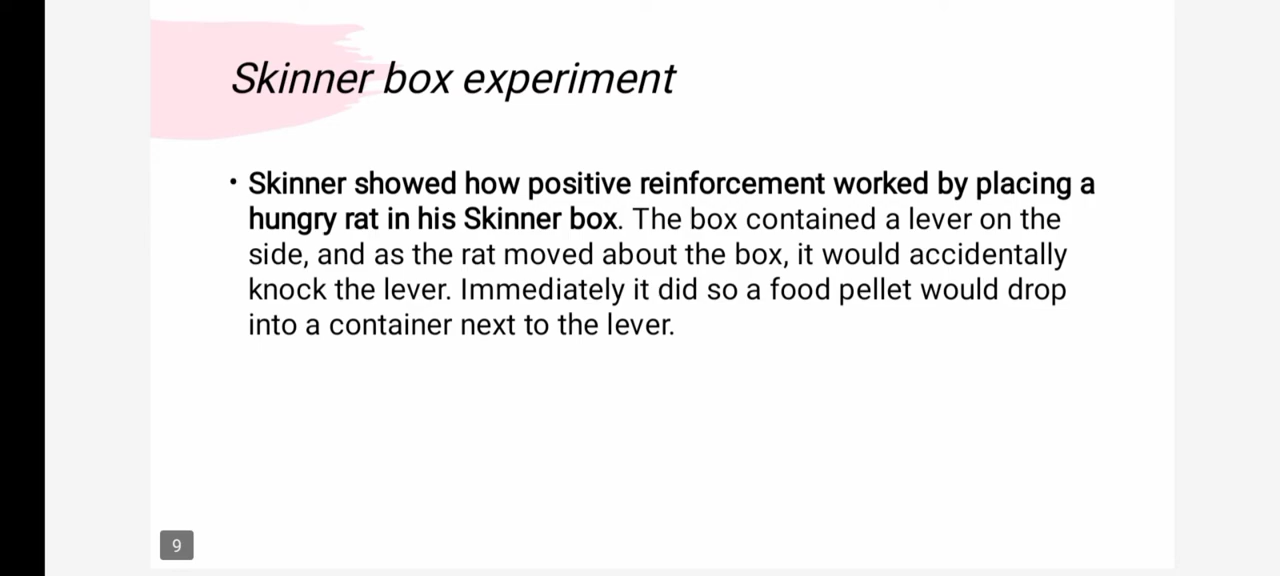 Skinner box experiment
• Skinner showed how positive reinforcement worked by placing a
hungry rat in his Skinner box. The box contained a lever on the
side, and as the rat moved about the box, it would accidentally
knock the lever. Immediately it did so a food pellet would drop
into a container next to the lever.
9